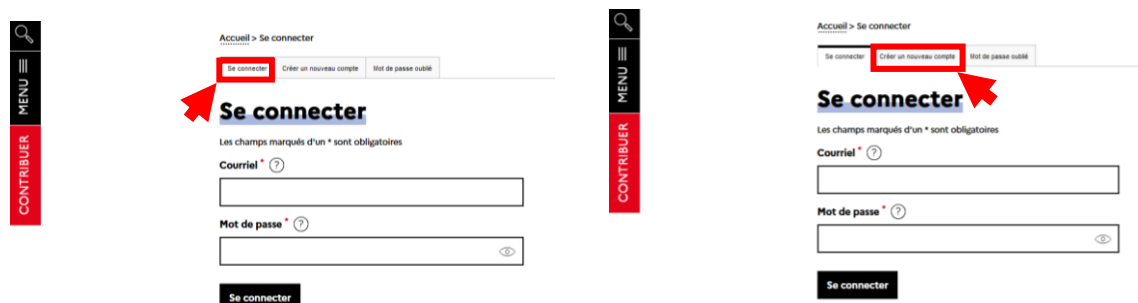 MENU
CONTRIBUER
Accueil > Se connecter
Se connecter Créer un nouveau compte Mot de passe oublié
Se connecter
Les champs marqués d'un * sont obligatoires
Courriel * ?
Mot de passe * ?
Se connecter
MENU
CONTRIBUER
Accueil > Se connecter
Se connecter Créer un nouveau compte Mot de passe oublié
Se connecter
Les champs marqués d'un * sont obligatoires
Courriel * ?
Mot de passe * ?
Se connecter